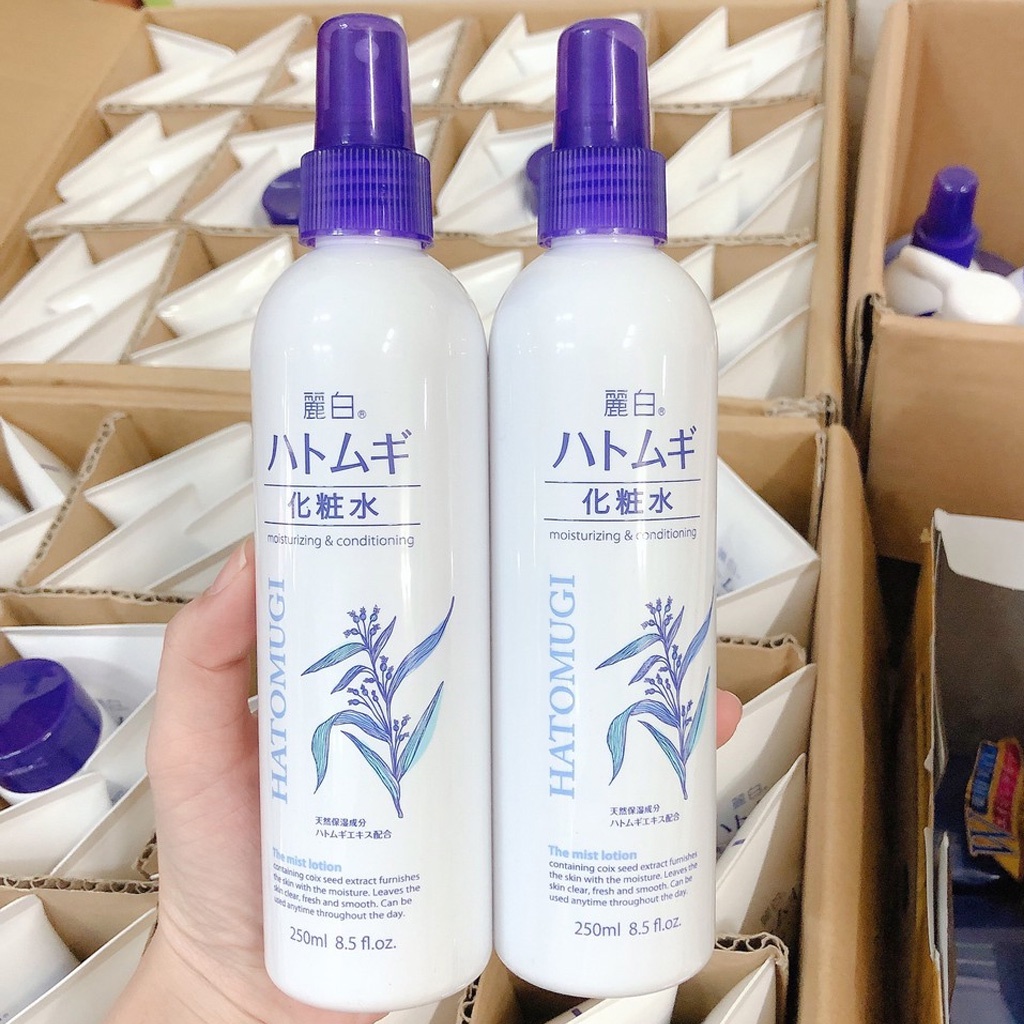 麗白®
ハトムギ
化粧水
moisturizing & conditioning
HATOMUGI
天然保湿成分
ハトムギエキス配合
The mist lotion
containing coix seed extract furnishes
the skin with the moisture. Leaves the
skin clear, fresh and smooth. Can be
used anytime throughout the day.
250ml 8.5 fl.oz.
麗白®
ハトムギ
化粧水
moisturizing & conditioning
HATOMUGI
天然保湿成分
ハトムギエキス配合
The mist lotion
containing coix seed extract furnishes
the skin with the moisture. Leaves the
skin clear, fresh and smooth. Can be
used anytime throughout the day.
250ml 8.5 fl.oz.
麗白